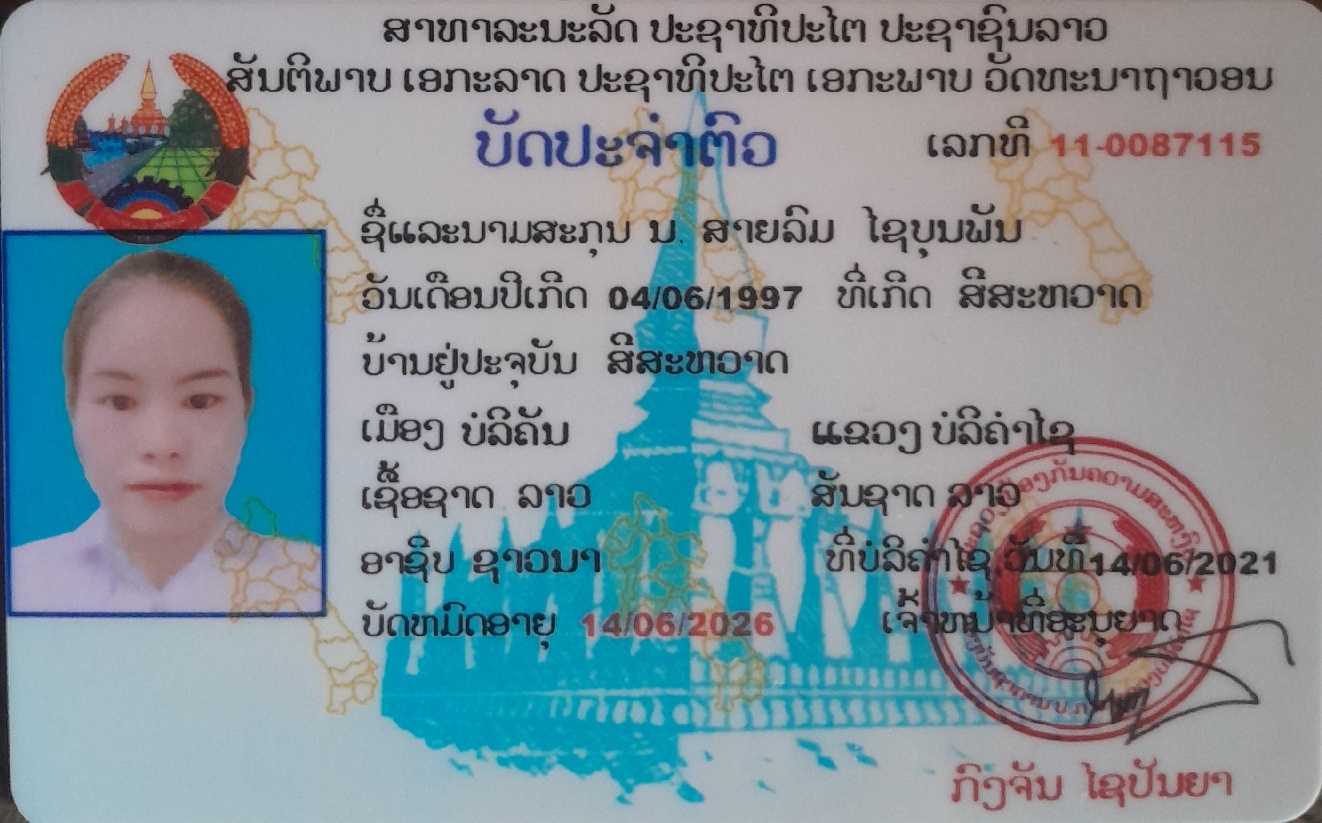 ສາທາລະນະລັດ ປະຊາທິປະໄຕ ປະຊາຊົນລາວ
ສັນຕິພາບ ເອກະລາດ ປະຊາທິປະໄຕ ເອກະພາບ ວັດທະນາຖາວອນ
ບັດປະຈຳຕົວ ເລກທີ 11-0087115
ຊື່ແລະນາມສະກຸນ ນ. ສາຍລົມ ໄຊບຸນພັນ
ວັນເດືອນປີເກີດ 04/06/1997 ທີ່ເກີດ ສີສະຫວາດ
ບ້ານຢູ່ປະຈຸບັນ ສີສະຫວາດ
ເມືອງ ບໍລິຄັນ ແຂວງ ບໍລິຄຳໄຊ
ເຊື້ອຊາດ ລາວ ສັນຊາດ ລາວ
ອາຊີບ ຊາວນາ ທີ່ບໍລິຄຳໄຊ,ວັນທີ 14/06/2021
ບັດຫມົດອາຍຸ 14/06/2026 ເຈົ້າຫນ້າທີ່ອະນຸຍາດ
ກົງຈັນ ໄຊປັນຍາ